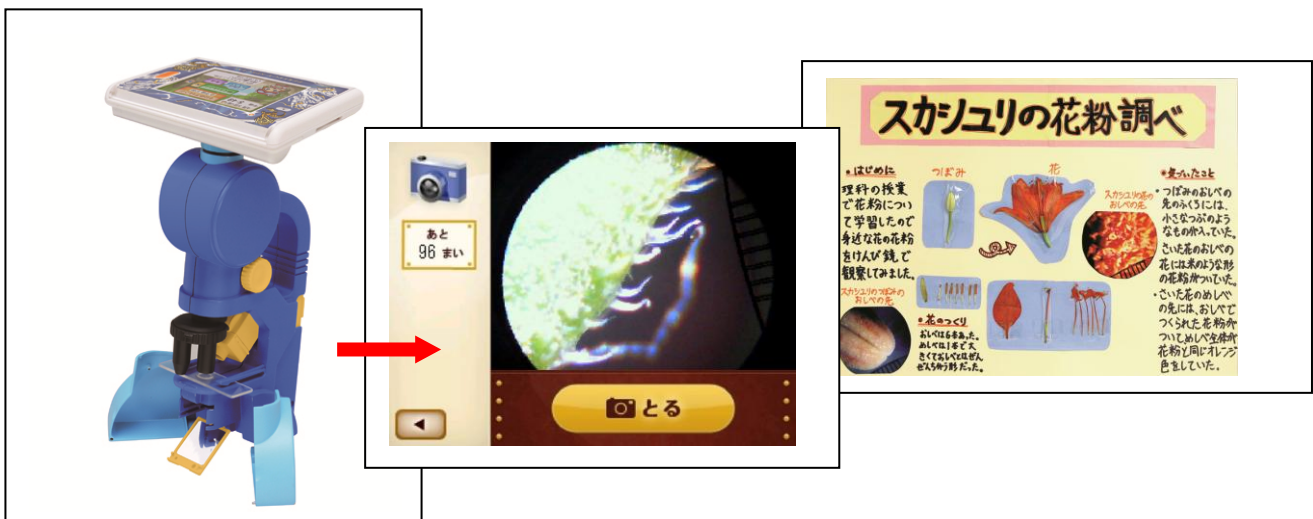 あと
96 まい
とる
スカシユリの花粉調べ
・はじめに
理科の授業
で花粉につい
て学習したので
身近な花の花粉
をけんび鏡で
観察してみました。
つぼみ
花
スカシユリの花の
おしべの先
スカシユリのつぼみの
おしべの先
・花のつくり
おしべは6本あった。
めしべは1本で大
きくておしべとはぜん
ぜんちがう形だった。
・気づいたこと
・つぼみのおしべの
先のふくろには、
小さなつぶのよう
なものが入っていた。
・さいた花のおしべの
花には米のような形
の花粉がついていた。
・さいた花のめしべ
の先には、おしべで
つくられた花粉が
ついてめしべ全体が
花粉と同じオレンジ
色をしていた。